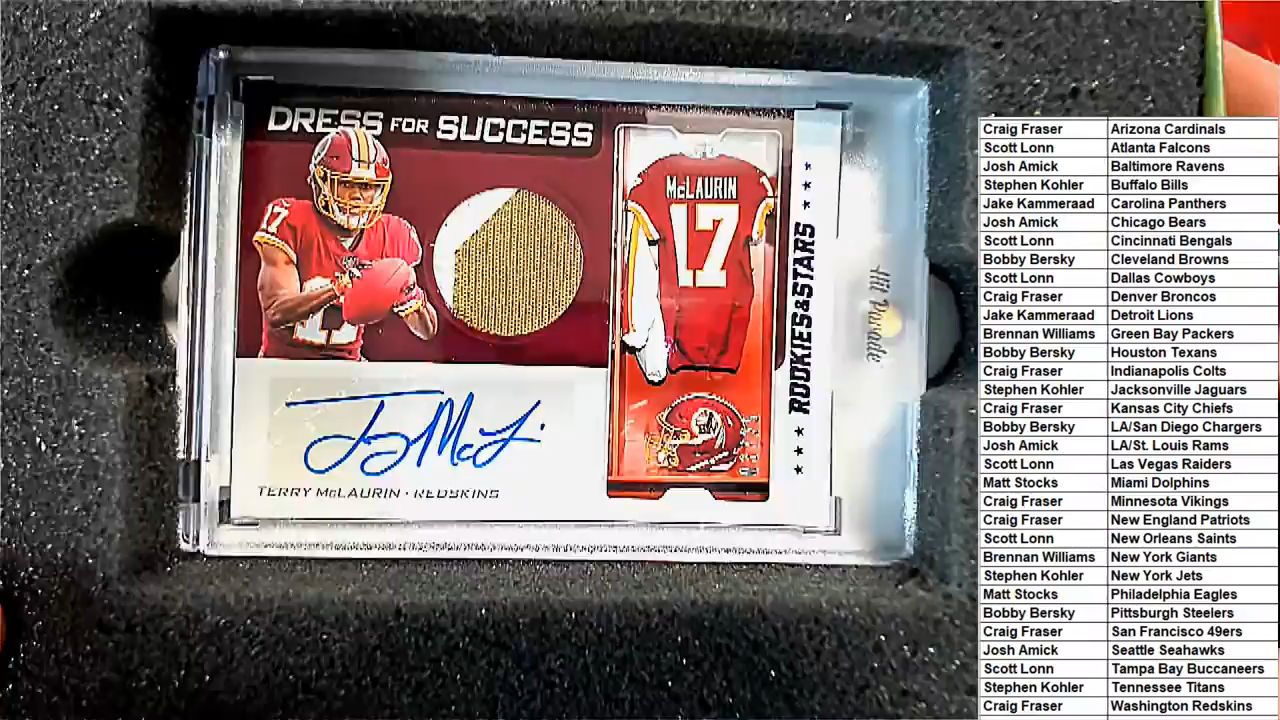 DRESS FOR SUCCESS
17
17
McLAURIN
17
ROOKIES&STARS
Hit Parade
TERRY McLAURIN · REDSKINS
Craig Fraser Arizona Cardinals
Scott Lonn Atlanta Falcons
Josh Amick Baltimore Ravens
Stephen Kohler Buffalo Bills
Jake Kammeraad Carolina Panthers
Josh Amick Chicago Bears
Scott Lonn Cincinnati Bengals
Bobby Bersky Cleveland Browns
Scott Lonn Dallas Cowboys
Craig Fraser Denver Broncos
Jake Kammeraad Detroit Lions
Brennan Williams Green Bay Packers
Bobby Bersky Houston Texans
Craig Fraser Indianapolis Colts
Stephen Kohler Jacksonville Jaguars
Craig Fraser Kansas City Chiefs
Bobby Bersky LA/San Diego Chargers
Josh Amick LA/St. Louis Rams
Scott Lonn Las Vegas Raiders
Matt Stocks Miami Dolphins
Craig Fraser Minnesota Vikings
Craig Fraser New England Patriots
Scott Lonn New Orleans Saints
Brennan Williams New York Giants
Stephen Kohler New York Jets
Matt Stocks Philadelphia Eagles
Bobby Bersky Pittsburgh Steelers
Craig Fraser San Francisco 49ers
Josh Amick Seattle Seahawks
Scott Lonn Tampa Bay Buccaneers
Stephen Kohler Tennessee Titans
Craig Fraser Washington Redskins